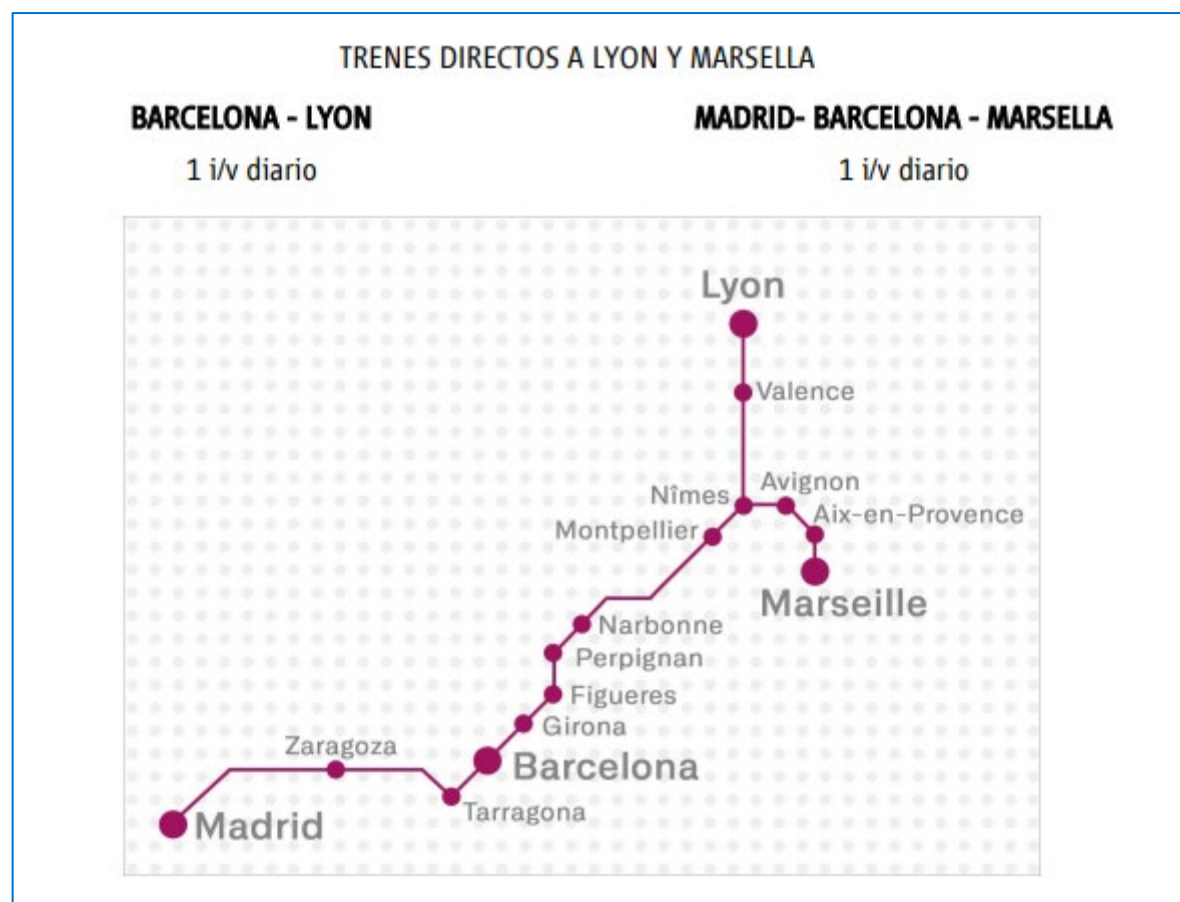 TRENES DIRECTOS A LYON Y MARSELLA
BARCELONA - LYON
MADRID- BARCELONA - MARSELLA
1 i/v diario
1 i/v diario
Lyon
Valence
Avignon
Nîmes
Aix-en-Provence
Montpellier
Marseille
Narbonne
Perpignan
Figueres
Girona
Zaragoza
Barcelona
Tarragona
Madrid